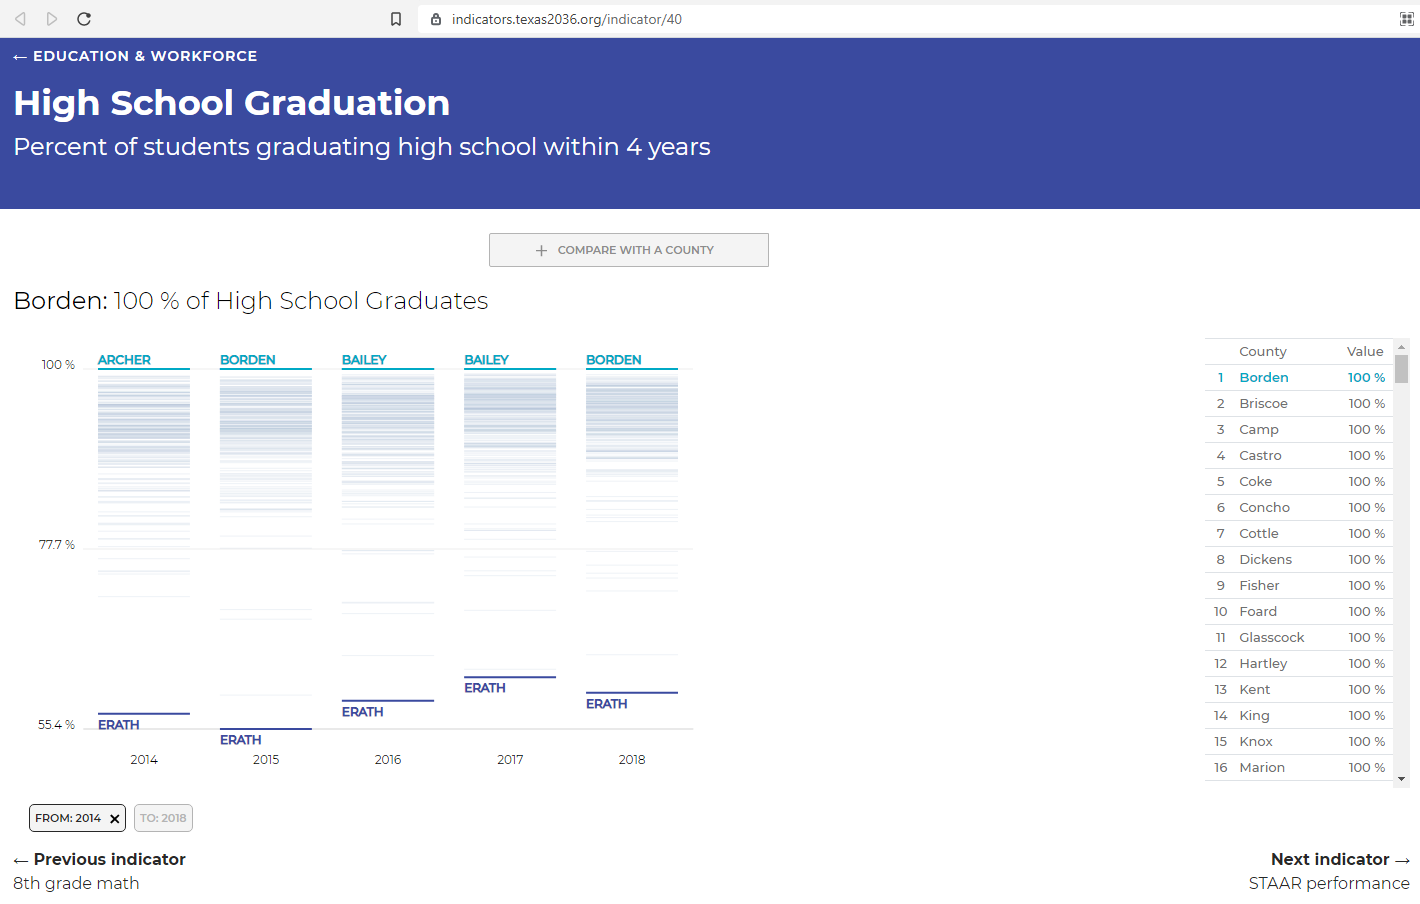 indicators.texas2036.org/indicator/40
← EDUCATION & WORKFORCE
High School Graduation
Percent of students graduating high school within 4 years
+ COMPARE WITH A COUNTY
Borden: 100 % of High School Graduates
100 %
77.7 %
55.4 %
ARCHER
BORDEN
BAILEY
BAILEY
BORDEN
ERATH
ERATH
ERATH
ERATH
ERATH
2014
2015
2016
2017
2018
County Value
1 Borden 100 %
2 Briscoe 100 %
3 Camp 100 %
4 Castro 100 %
5 Coke 100 %
6 Concho 100 %
7 Cottle 100 %
8 Dickens 100 %
9 Fisher 100 %
10 Foard 100 %
11 Glasscock 100 %
12 Hartley 100 %
13 Kent 100 %
14 King 100 %
15 Knox 100 %
16 Marion 100 %
FROM: 2014 ×
TO: 2018
← Previous indicator
8th grade math
Next indicator →
STAAR performance